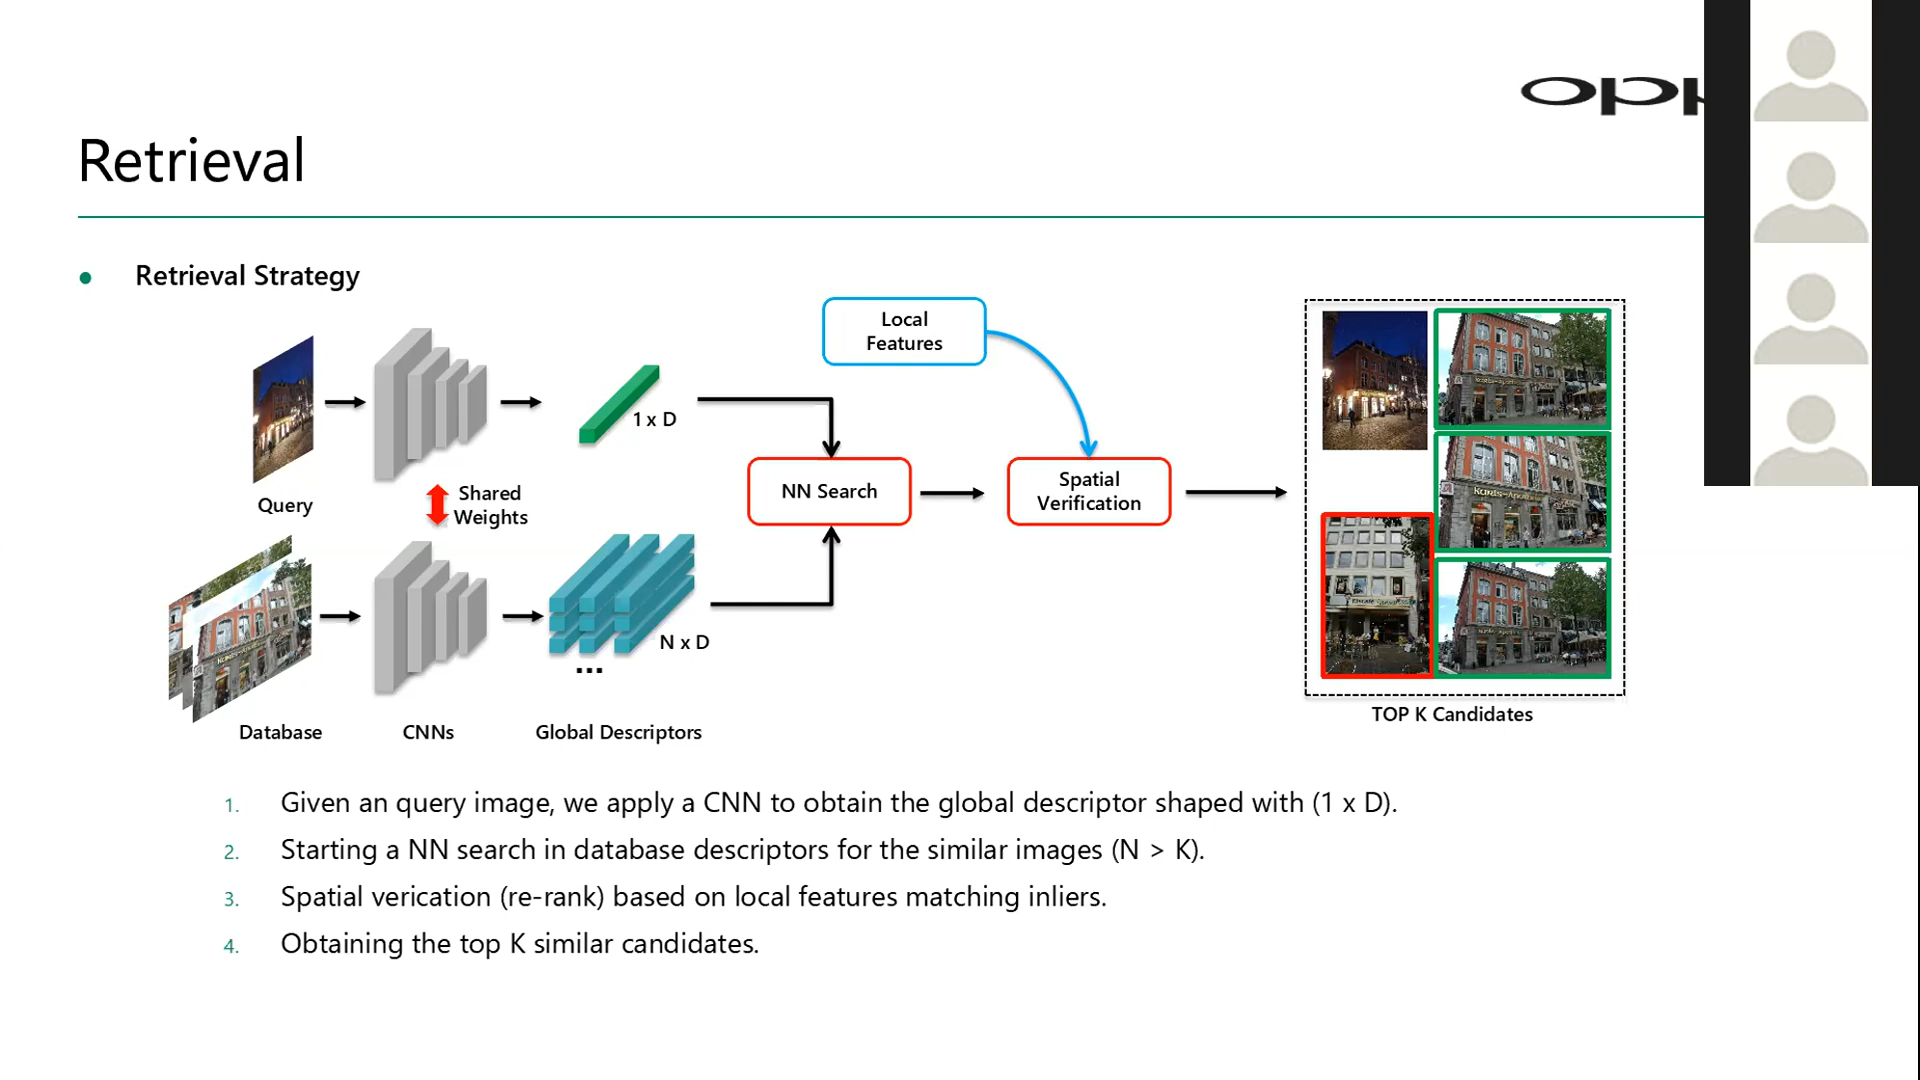 oppo
Retrieval
Retrieval Strategy
Local
Features
1 x D
NN Search
Spatial
Verification
Query
Shared
Weights
N x D
...
Database
CNNs
Global Descriptors
TOP K Candidates
1. Given an query image, we apply a CNN to obtain the global descriptor shaped with (1 x D).
2. Starting a NN search in database descriptors for the similar images (N > K).
3. Spatial verication (re-rank) based on local features matching inliers.
4. Obtaining the top K similar candidates.